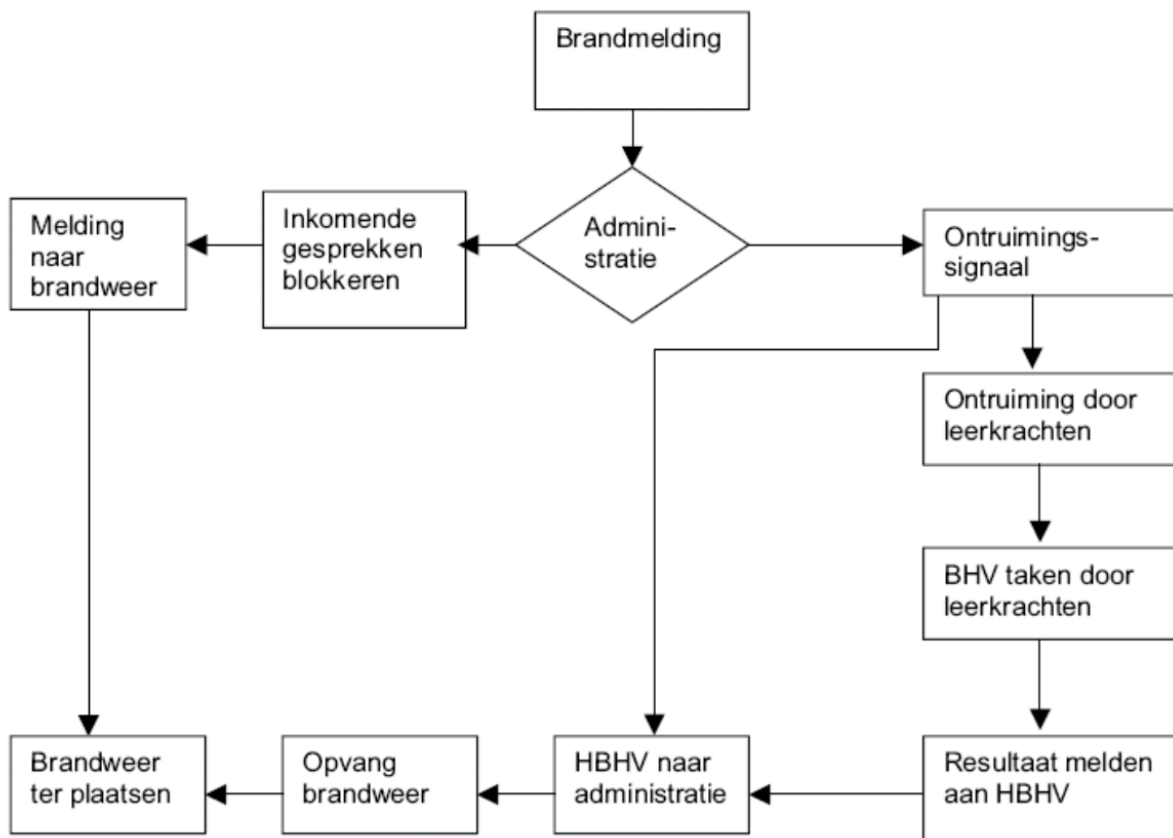 Brandmelding
Melding
naar
brandweer
Inkomende
gesprekken
blokkeren
Admini-
stratie
Ontruimings-
signaal
Ontruiming door
leerkrachten
BHV taken door
leerkrachten
Brandweer
ter plaatsen
Opvang
brandweer
HBHV naar
administratie
Resultaat melden
aan HBHV